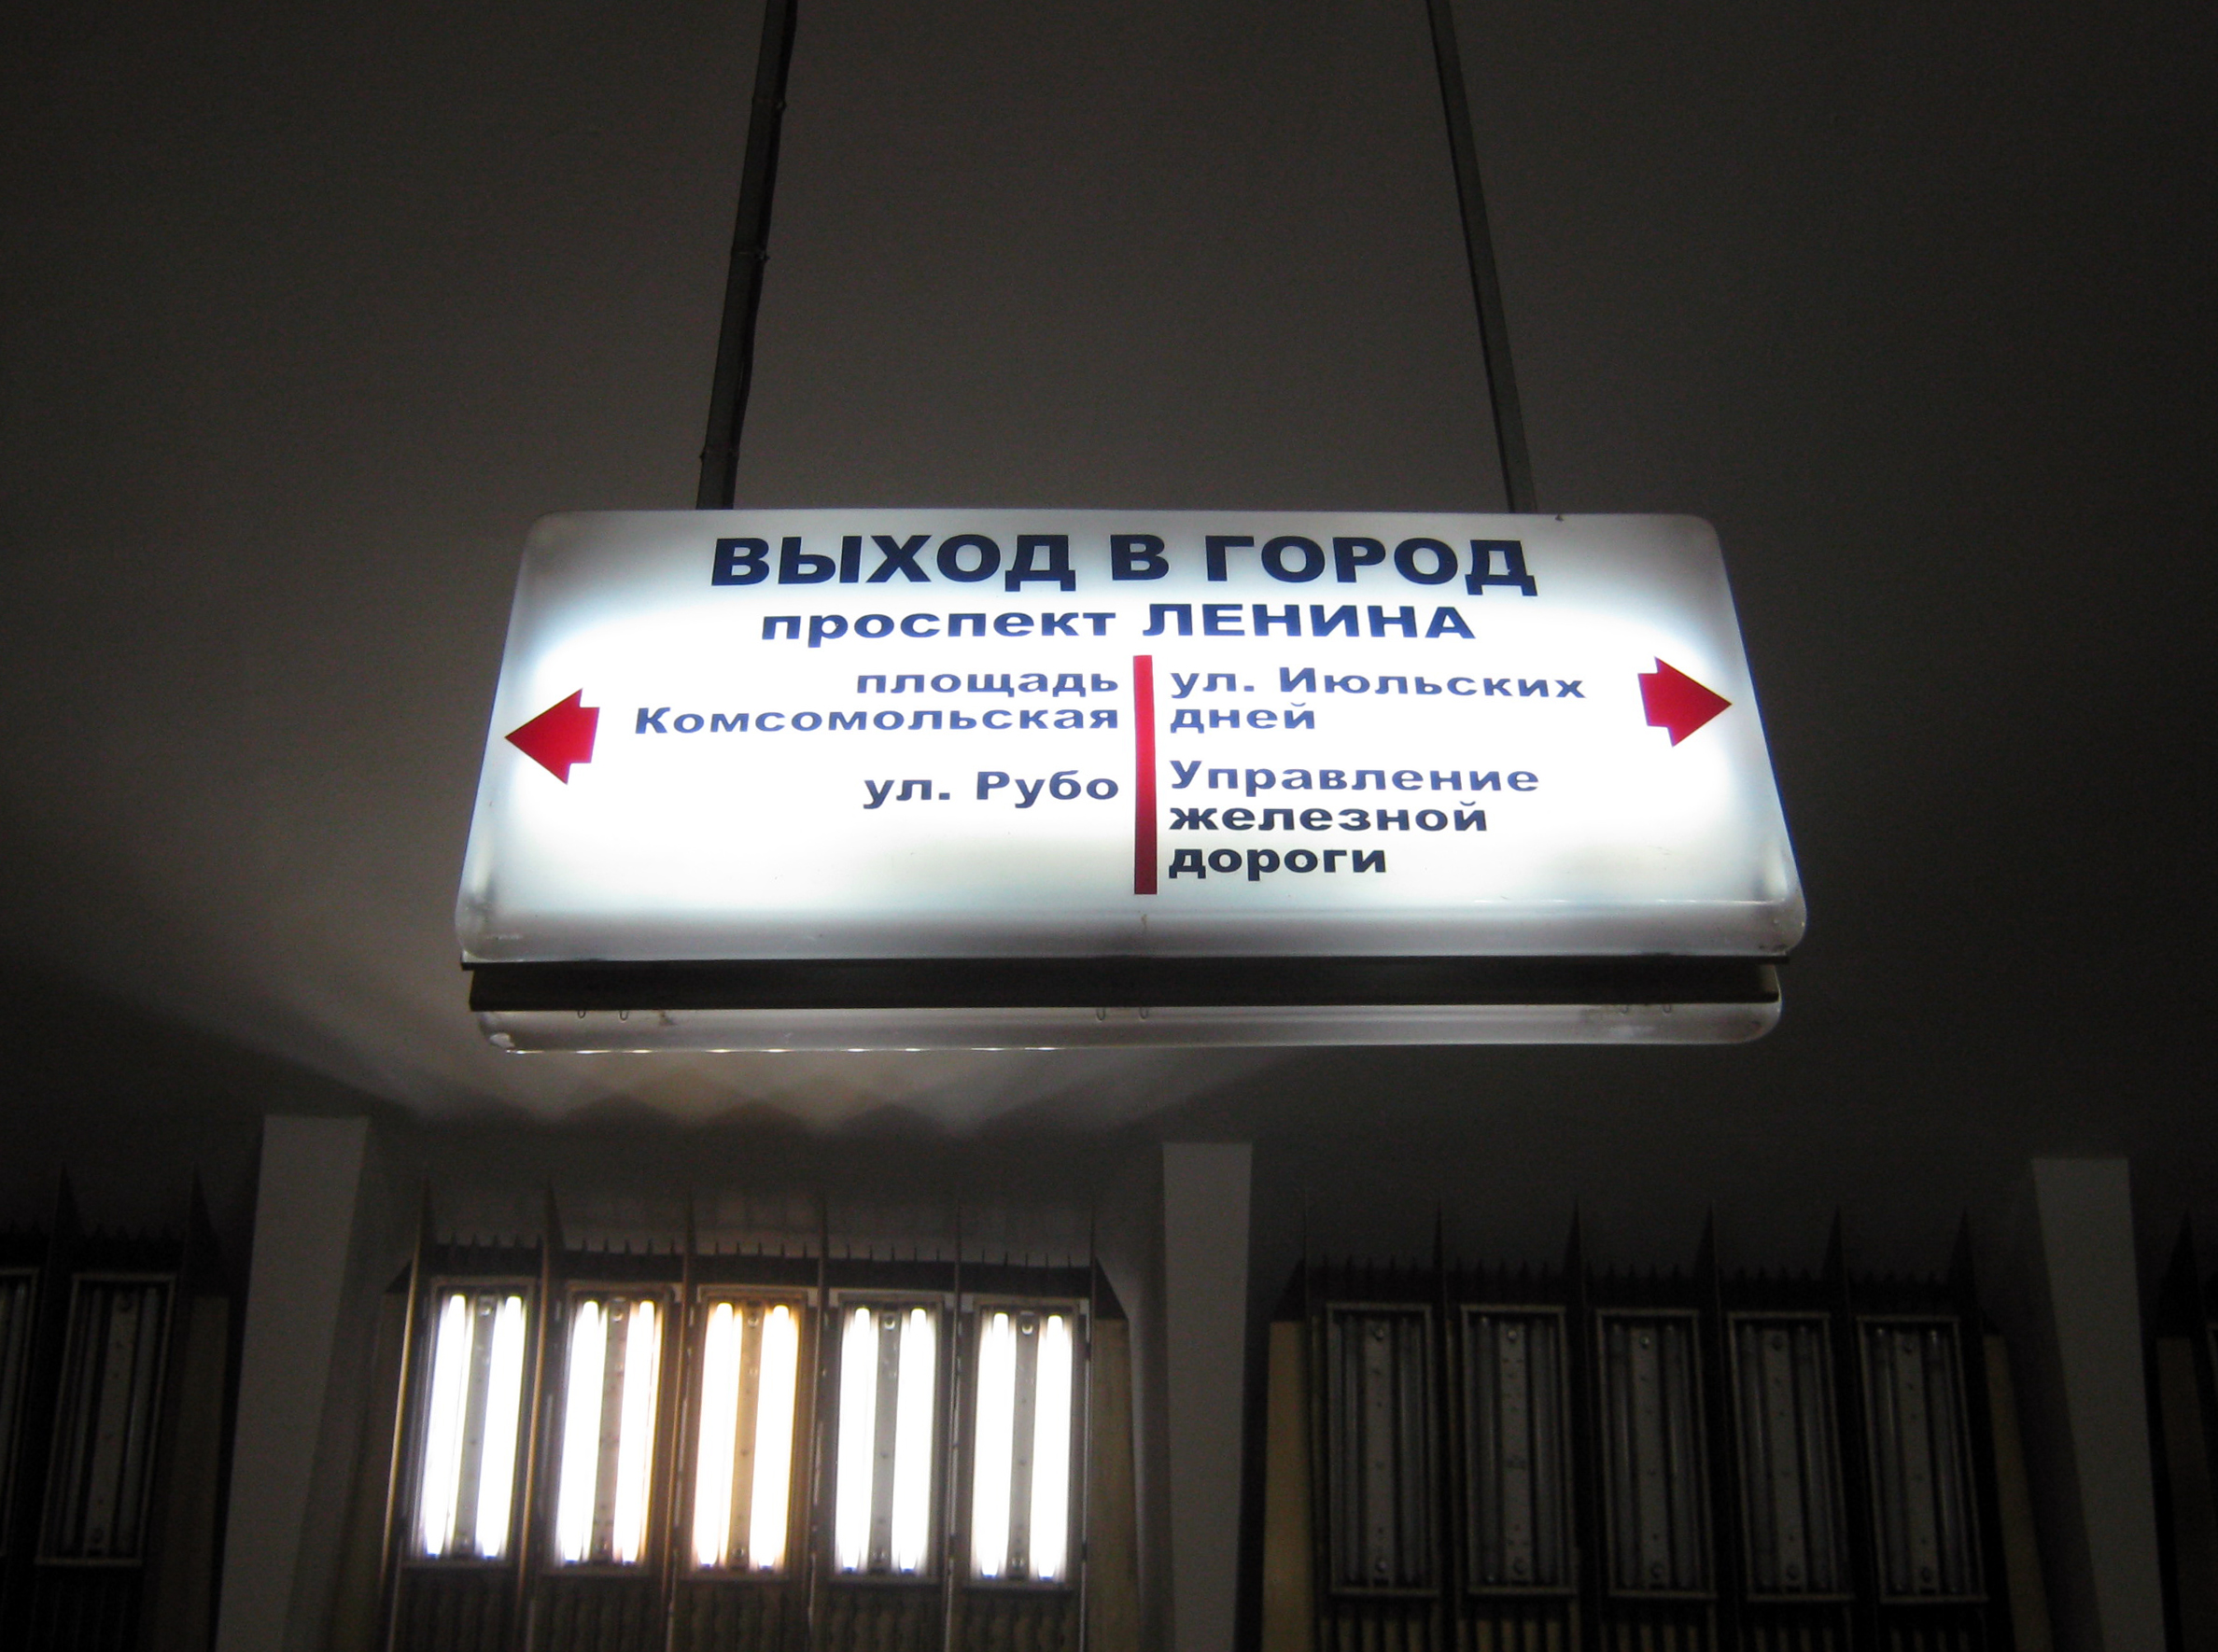 ВЫХОД В ГОРОД
проспект ЛЕНИНА
площадь
Комсомольская
ул. Рубо
ул. Июльских
дней
Управление
железной
дороги